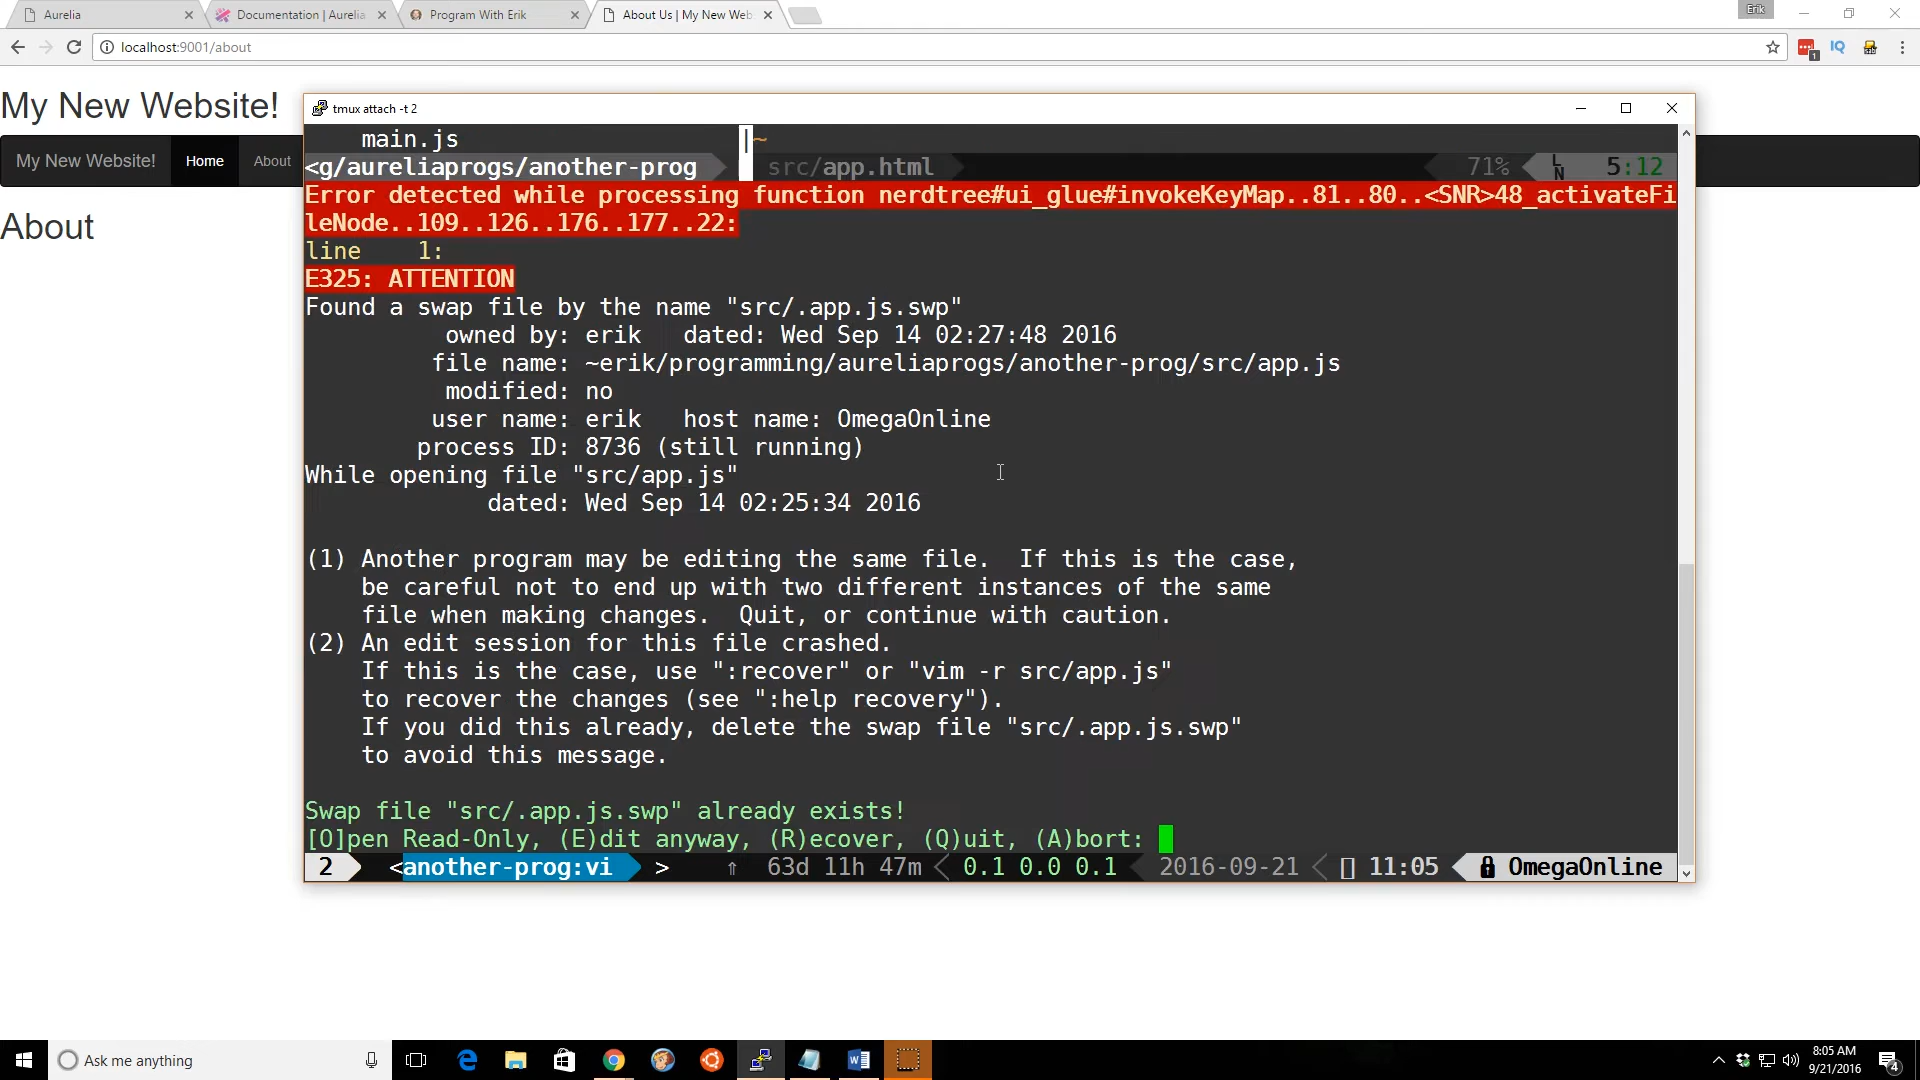 Aurelia
Documentation | Aurelia
Program With Erik
About Us | My New Web
Erik
localhost:9001/about
1
IQ
My New Website!
My New Website!
Home
About
About
tmux attach -t 2
main.js
~
<g/aureliaprogs/another-prog
src/app.html
71%
LN
5:12
Error detected while processing function nerdtree#ui_glue#invokeKeyMap..81..80..<SNR>48_activateFi
leNode..109..126..176..177..22:
line    1:
E325: ATTENTION
Found a swap file by the name "src/.app.js.swp"
owned by: erik   dated: Wed Sep 14 02:27:48 2016
file name: ~erik/programming/aureliaprogs/another-prog/src/app.js
modified: no
user name: erik   host name: OmegaOnline
process ID: 8736 (still running)
While opening file "src/app.js"
dated: Wed Sep 14 02:25:34 2016
(1) Another program may be editing the same file.  If this is the case,
be careful not to end up with two different instances of the same
file when making changes.  Quit, or continue with caution.
(2) An edit session for this file crashed.
If this is the case, use ":recover" or "vim -r src/app.js"
to recover the changes (see ":help recovery").
If you did this already, delete the swap file "src/.app.js.swp"
to avoid this message.
Swap file "src/.app.js.swp" already exists!
[O]pen Read-Only, (E)dit anyway, (R)ecover, (Q)uit, (A)bort:
2
<another-prog:vi  >
⇑ 63d 11h 47m
0.1 0.0 0.1
2016-09-21
11:05
OmegaOnline
Ask me anything
8:05 AM
9/21/2016
4